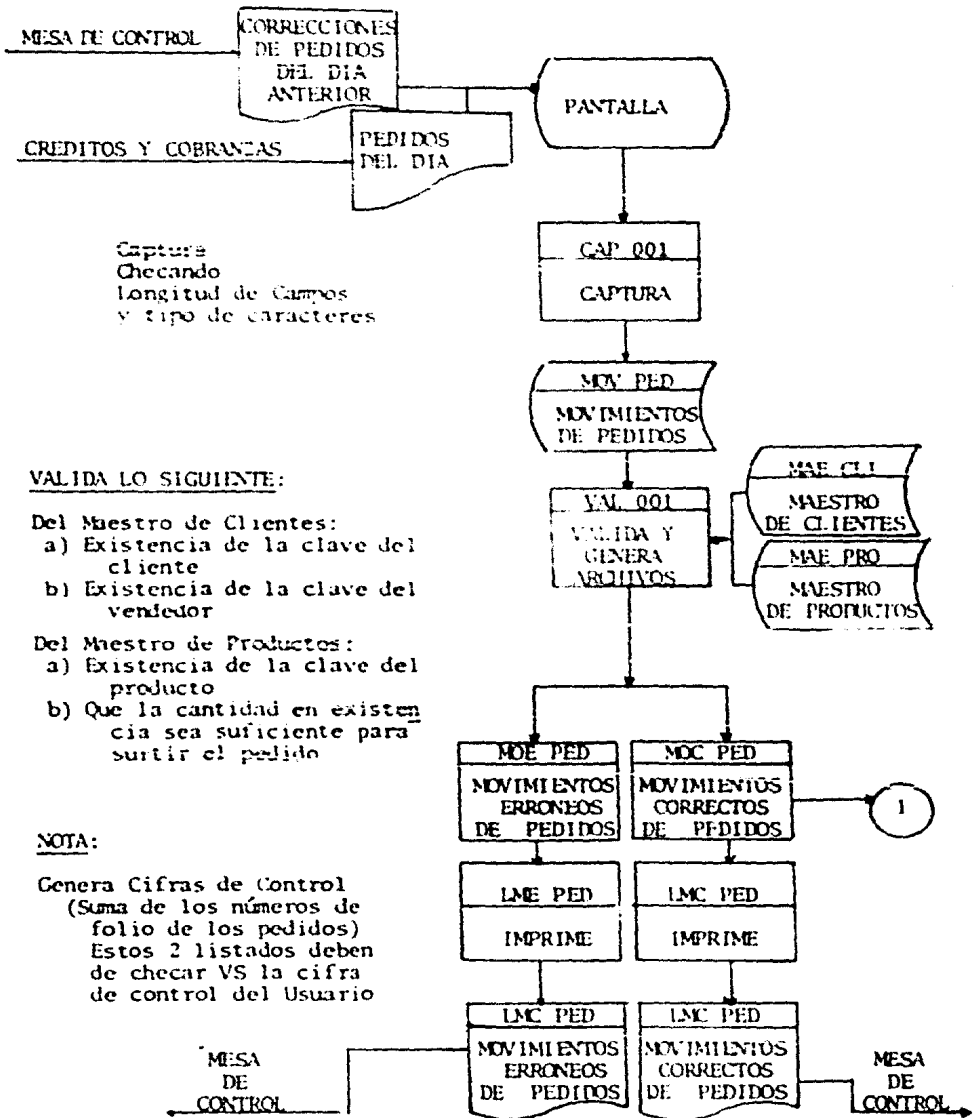 MESA DE CONTROL
CORRECCIONES
DE PEDIDOS
DEL DIA
ANTERIOR
PANTALLA
CREDITOS Y COBRANZAS
PEDIDOS
DEL DIA
Captura
Checando
Longitud de Campos
y tipo de caracteres
CAP 001
CAPTURA
MOV PED
MOVIMIENTOS
DE PEDIDOS
VALIDA LO SIGUIENTE:
Del Maestro de Clientes:
a) Existencia de la clave del
cliente
b) Existencia de la clave del
vendedor
Del Maestro de Productos:
a) Existencia de la clave del
producto
b) Que la cantidad en existen
cia sea suficiente para
surtir el pedido
VAL 001
VALIDA Y
GENERA
ARCHIVOS
MAE CLI
MAESTRO
DE CLIENTES
MAE PRO
MAESTRO
DE PRODUCTOS
MOE PED
MOVIMIENTOS
ERRONEOS
DE PEDIDOS
MOC PED
MOVIMIENTOS
CORRECTOS
DE PEDIDOS
1
NOTA:
Genera Cifras de Control
(Suma de los números de
folio de los pedidos)
Estos 2 listados deben
de checar VS la cifra
de control del Usuario
LME PED
IMPRIME
LMC PED
IMPRIME
LMC PED
MOVIMIENTOS
ERRONEOS
DE PEDIDOS
LMC PED
MOVIMIENTOS
CORRECTOS
DE PEDIDOS
MESA
DE
CONTROL
MESA
DE
CONTROL